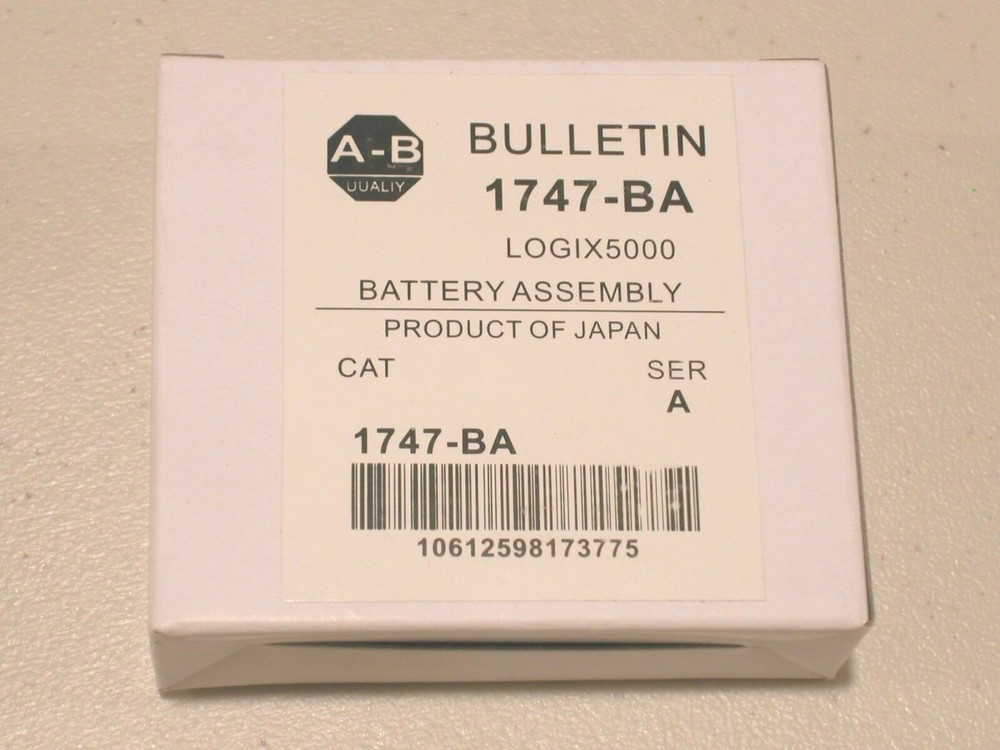 A-B
UUALIY
BULLETIN
1747-BA
LOGIX5000
BATTERY ASSEMBLY
PRODUCT OF JAPAN
CAT SER
A
1747-BA
10612598173775